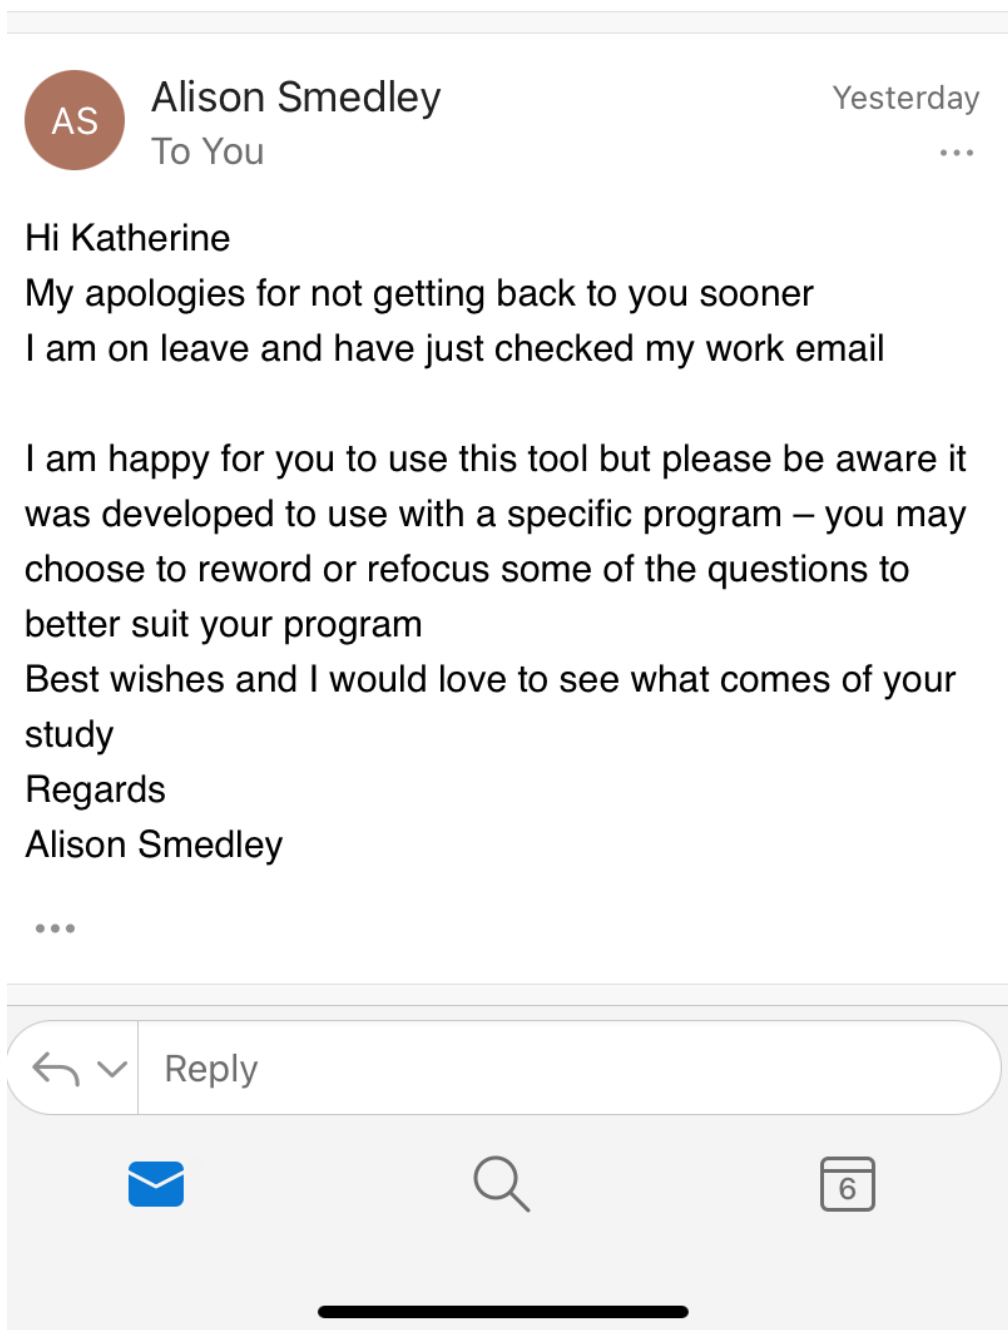 AS
Alison Smedley
Yesterday
To You
Hi Katherine
My apologies for not getting back to you sooner
I am on leave and have just checked my work email
I am happy for you to use this tool but please be aware it
was developed to use with a specific program – you may
choose to reword or refocus some of the questions to
better suit your program
Best wishes and I would love to see what comes of your
study
Regards
Alison Smedley
Reply
6